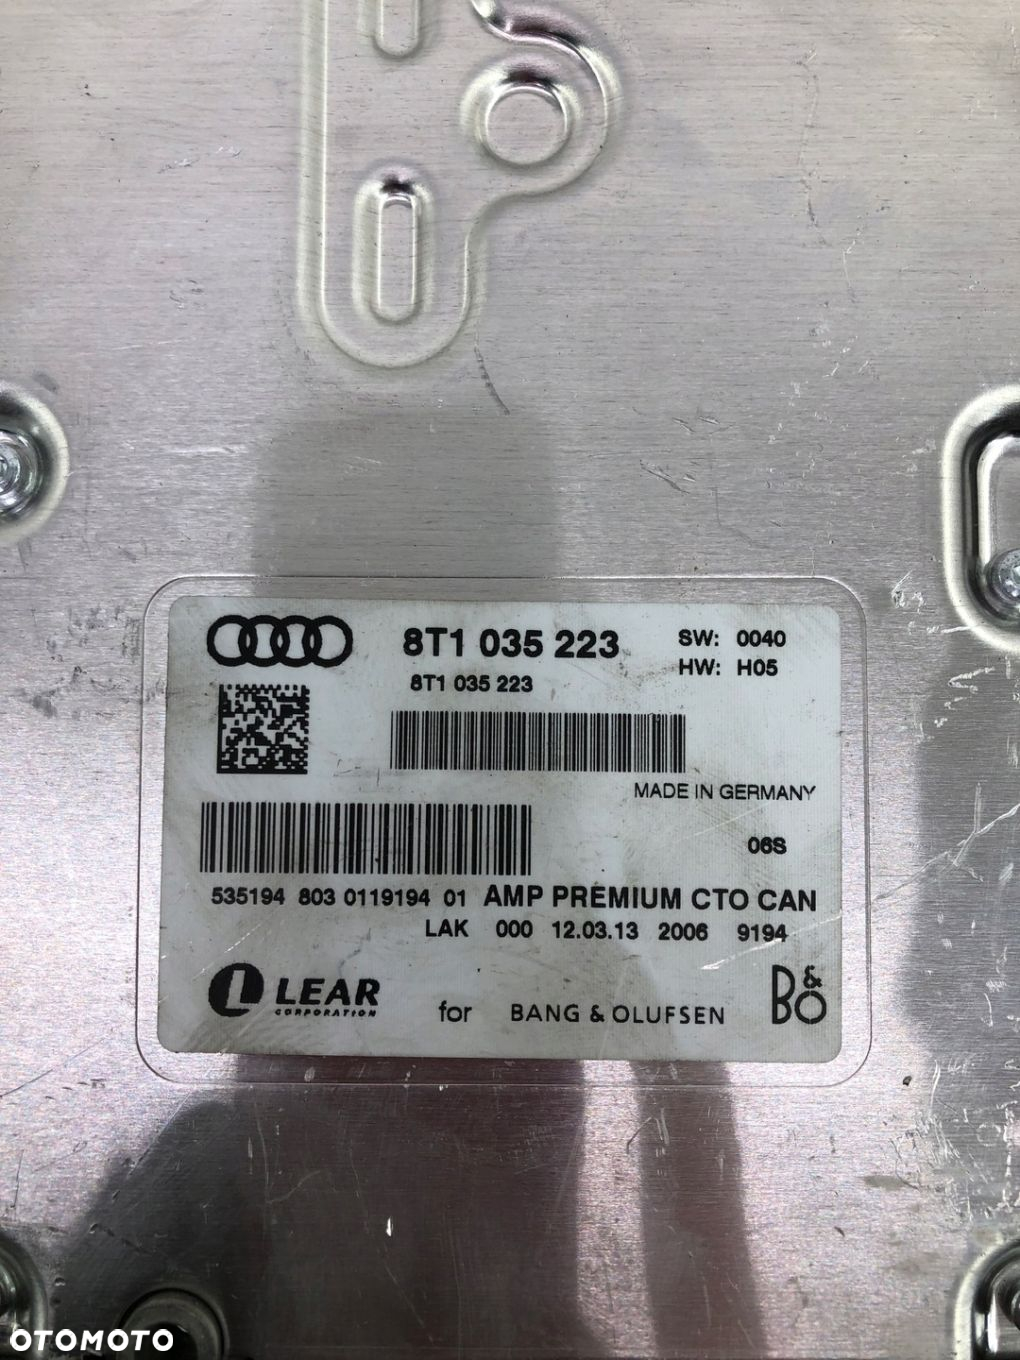 8T1 035 223 SW: 0040
8T1 035 223 HW: H05
MADE IN GERMANY
06S
535194 803 0119194 01 AMP PREMIUM CTO CAN
LAK 000 12.03.13 2006 9194
LEAR
CORPORATION
for BANG & OLUFSEN B&O
OTOMOTO